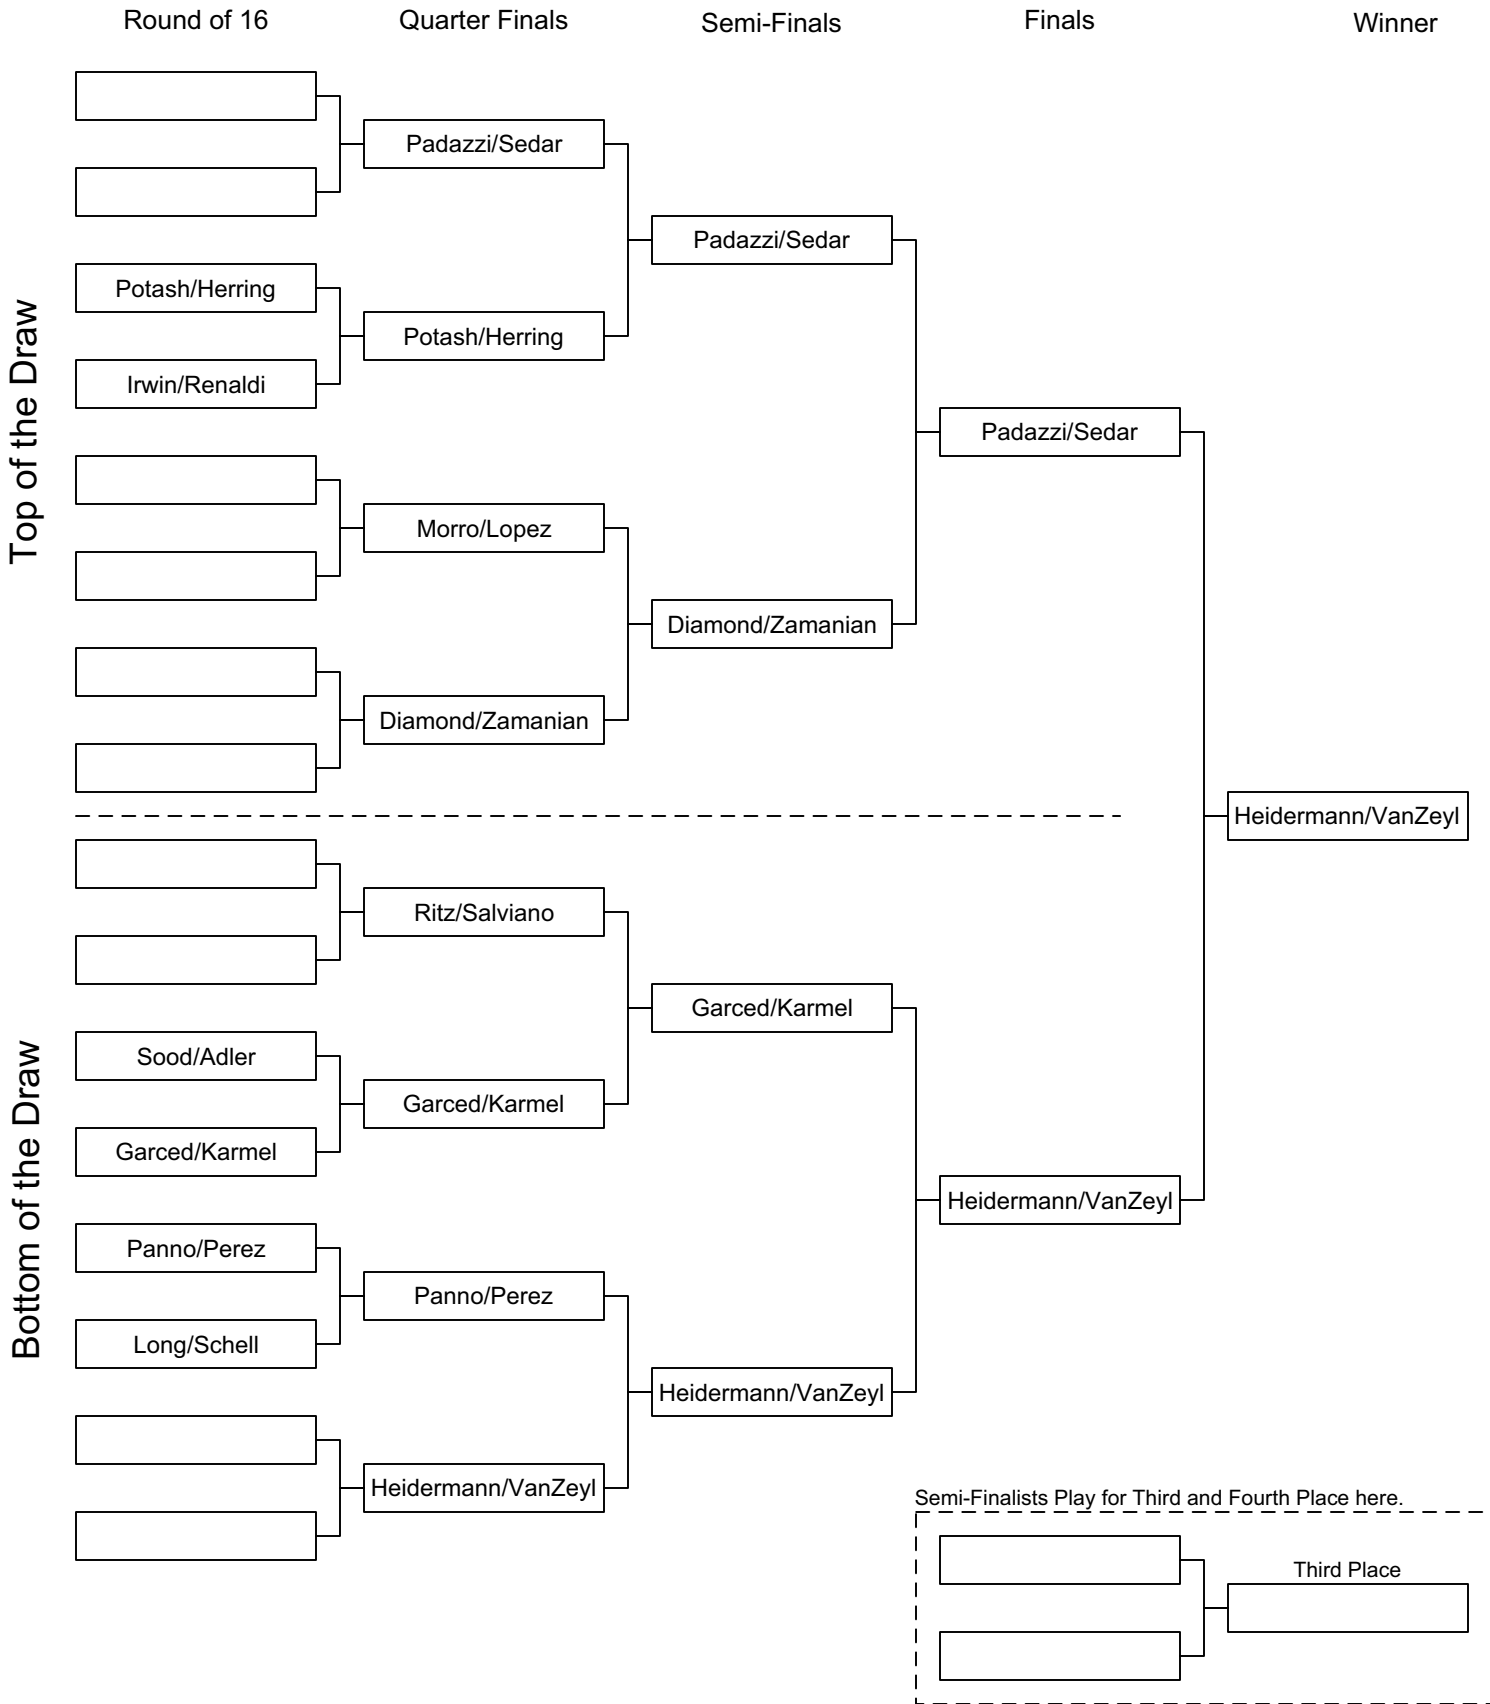 Round of 16
Quarter Finals
Semi-Finals
Finals
Winner
Top of the Draw
Padazzi/Sedar
Padazzi/Sedar
Potash/Herring
Potash/Herring
Irwin/Renaldi
Padazzi/Sedar
Morro/Lopez
Diamond/Zamanian
Diamond/Zamanian
Heidermann/VanZeyl
Bottom of the Draw
Ritz/Salviano
Garced/Karmel
Sood/Adler
Garced/Karmel
Garced/Karmel
Heidermann/VanZeyl
Panno/Perez
Panno/Perez
Long/Schell
Heidermann/VanZeyl
Heidermann/VanZeyl
Semi-Finalists Play for Third and Fourth Place here.
Third Place